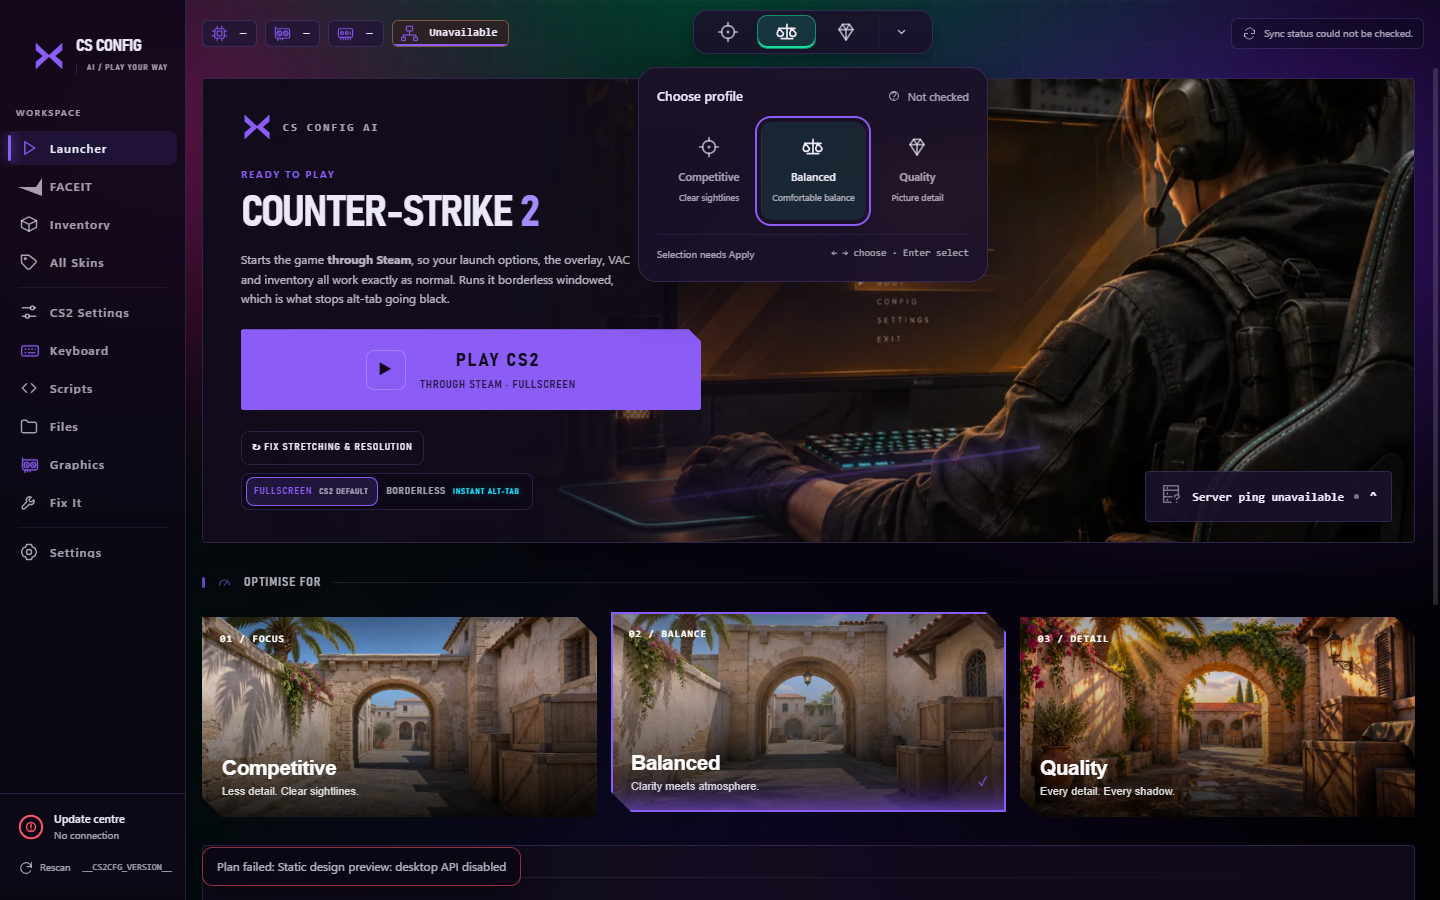 CS CONFIG
AI / PLAY YOUR WAY
WORKSPACE
Launcher
FACEIT
Inventory
All Skins
CS2 Settings
Keyboard
Scripts
Files
Graphics
Fix It
Settings
Update centre
No connection
Rescan
__CS2CFG_VERSION__
–
–
–
Unavailable
Sync status could not be checked.
Choose profile
Not checked
Competitive
Clear sightlines
Balanced
Comfortable balance
Quality
Picture detail
Selection needs Apply
← → choose · Enter select
CS CONFIG AI
READY TO PLAY
COUNTER-STRIKE 2
Starts the game through Steam, so your launch options, the overlay, VAC
and inventory all work exactly as normal. Runs it borderless windowed,
which is what stops alt-tab going black.
PLAY CS2
THROUGH STEAM · FULLSCREEN
↻ FIX STRETCHING & RESOLUTION
FULLSCREEN CS2 DEFAULT
BORDERLESS INSTANT ALT-TAB
CONFIG
SETTINGS
EXIT
Server ping unavailable
OPTIMISE FOR
01 / FOCUS
Competitive
Less detail. Clear sightlines.
02 / BALANCE
Balanced
Clarity meets atmosphere.
03 / DETAIL
Quality
Every detail. Every shadow.
Plan failed: Static design preview: desktop API disabled